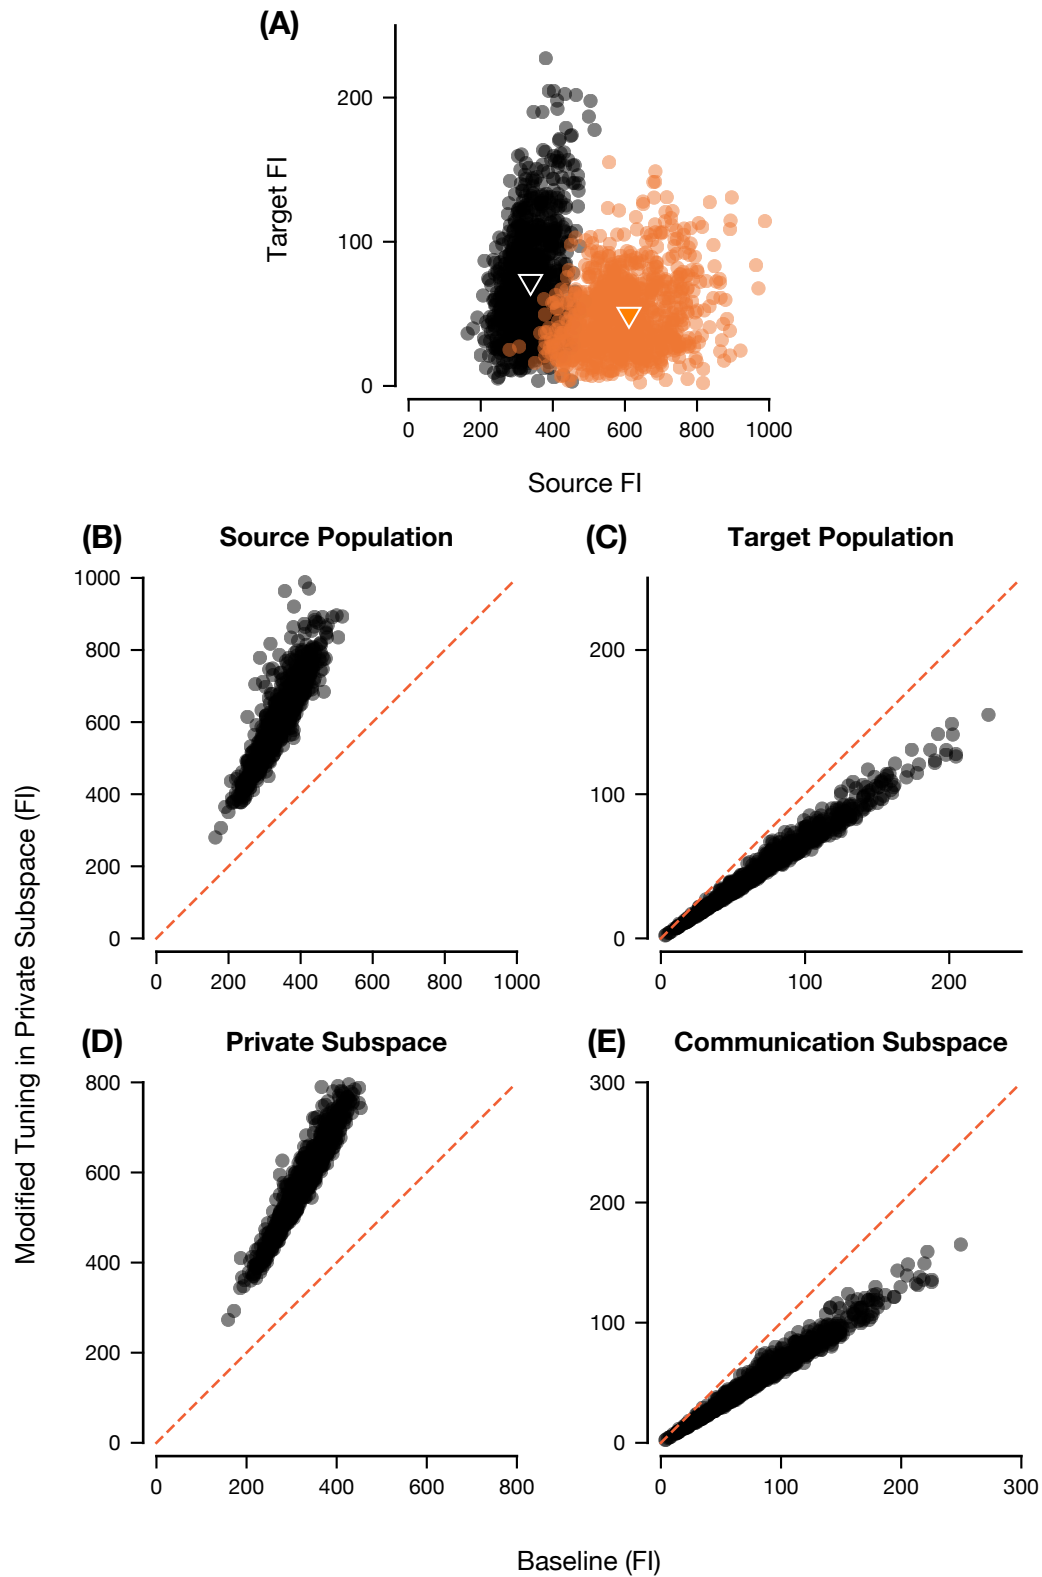 (A)
Target FI
200
100
0
0 200 400 600 800 1000
Source FI
(B) Source Population
1000
800
600
400
200
0
0 200 400 600 800 1000
(C) Target Population
200
100
0
0 100 200
Modified Tuning in Private Subspace (FI)
(D) Private Subspace
800
600
400
200
0
0 200 400 600 800
(E) Communication Subspace
300
200
100
0
0 100 200 300
Baseline (FI)